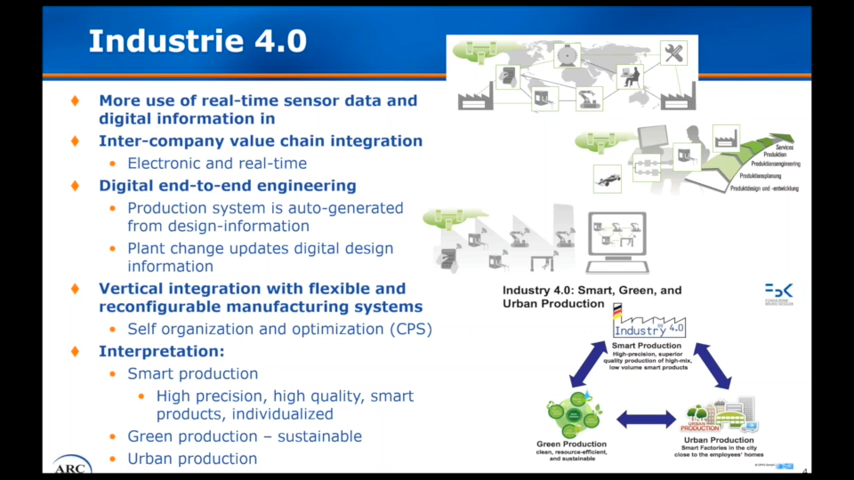 Industrie 4.0
More use of real-time sensor data and
digital information in
Inter-company value chain integration
Electronic and real-time
Digital end-to-end engineering
Production system is auto-generated
from design-information
Plant change updates digital design
information
Vertical integration with flexible and
reconfigurable manufacturing systems
Self organization and optimization (CPS)
Interpretation:
Smart production
High precision, high quality, smart
products, individualized
Green production – sustainable
Urban production
ARC
Services
Produktion
Produktionsengineering
Produktionsplanung
Produktdesign und -entwicklung
Industry 4.0: Smart, Green, and
Urban Production
FBK
FONDAZIONE
BRUNO KESSLER
Industry 4.0
Smart Production
High-precision, superior
quality production of high-mix,
low volume smart products
Green Production
clean, resource-efficient,
and sustainable
URBAN
PRODUCTION
Urban Production
Smart Factories in the city
close to the employees' homes
4